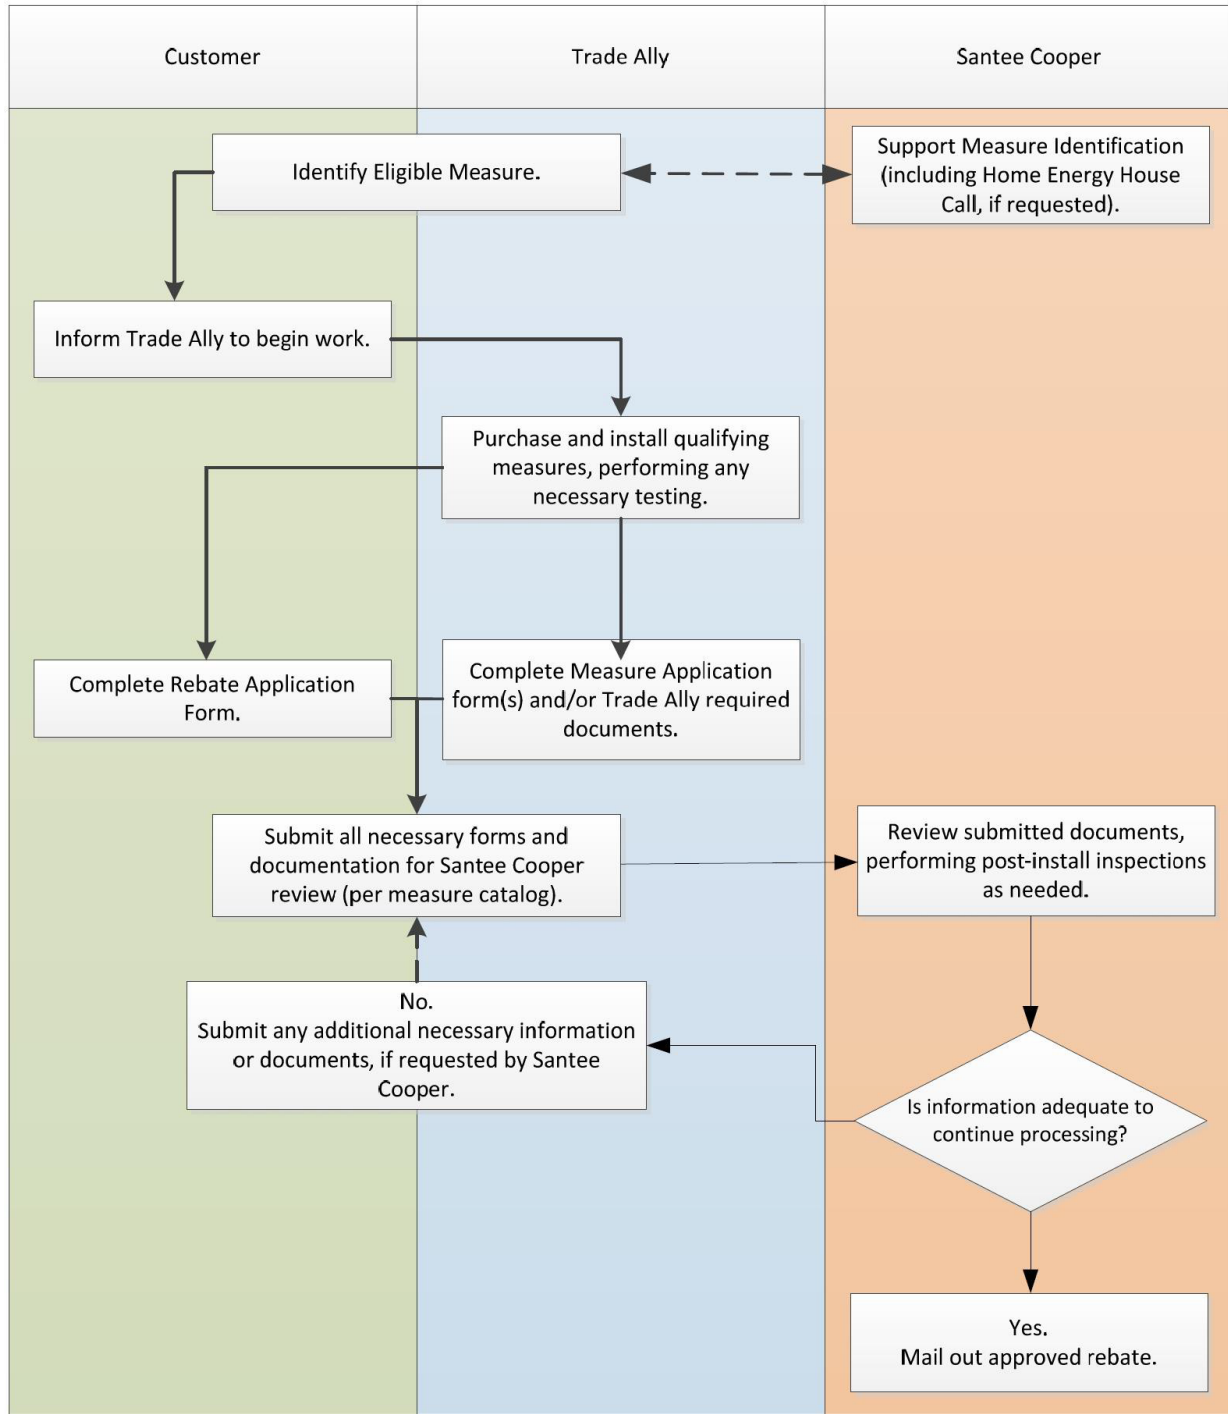 Customer
Trade Ally
Santee Cooper
Identify Eligible Measure.
Support Measure Identification
(including Home Energy House
Call, if requested).
Inform Trade Ally to begin work.
Purchase and install qualifying
measures, performing any
necessary testing.
Complete Rebate Application
Form.
Complete Measure Application
form(s) and/or Trade Ally required
documents.
Submit all necessary forms and
documentation for Santee Cooper
review (per measure catalog).
Review submitted documents,
performing post-install inspections
as needed.
No.
Submit any additional necessary information
or documents, if requested by Santee
Cooper.
Is information adequate to
continue processing?
Yes.
Mail out approved rebate.